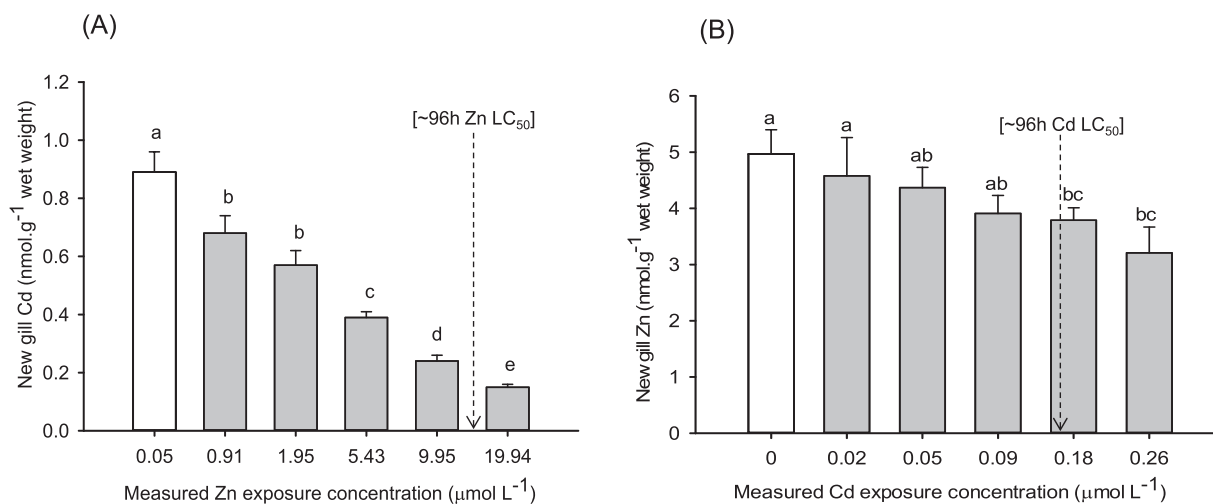 (A)
New gill Cd (nmol.g⁻¹ wet weight)
1.2
1.0
0.8
0.6
0.4
0.2
0.0
[~96h Zn LC₅₀]
a
b
b
c
d
e
0.05 0.91 1.95 5.43 9.95 19.94
Measured Zn exposure concentration (μmol L⁻¹)
(B)
New gill Zn (nmol.g⁻¹ wet weight)
6
5
4
3
2
1
0
[~96h Cd LC₅₀]
a
a
ab
ab
bc
bc
0 0.02 0.05 0.09 0.18 0.26
Measured Cd exposure concentration (μmol L⁻¹)